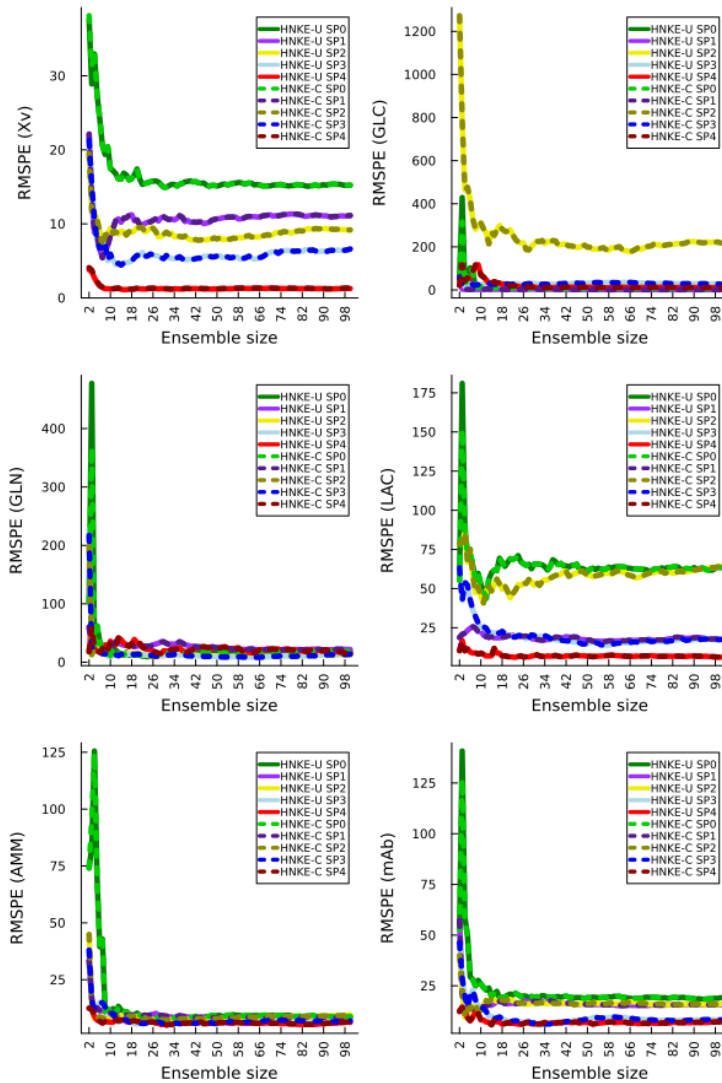 RMSPE (Xv)
30
20
10
0
HNKE-U SP0
HNKE-U SP1
HNKE-U SP2
HNKE-U SP3
HNKE-U SP4
HNKE-C SP0
HNKE-C SP1
HNKE-C SP2
HNKE-C SP3
HNKE-C SP4
2 10 18 26 34 42 50 58 66 74 82 90 98
Ensemble size
RMSPE (GLC)
1200
1000
800
600
400
200
0
HNKE-U SP0
HNKE-U SP1
HNKE-U SP2
HNKE-U SP3
HNKE-U SP4
HNKE-C SP0
HNKE-C SP1
HNKE-C SP2
HNKE-C SP3
HNKE-C SP4
2 10 18 26 34 42 50 58 66 74 82 90 98
Ensemble size
RMSPE (GLN)
400
300
200
100
0
HNKE-U SP0
HNKE-U SP1
HNKE-U SP2
HNKE-U SP3
HNKE-U SP4
HNKE-C SP0
HNKE-C SP1
HNKE-C SP2
HNKE-C SP3
HNKE-C SP4
2 10 18 26 34 42 50 58 66 74 82 90 98
Ensemble size
RMSPE (LAC)
175
150
125
100
75
50
25
HNKE-U SP0
HNKE-U SP1
HNKE-U SP2
HNKE-U SP3
HNKE-U SP4
HNKE-C SP0
HNKE-C SP1
HNKE-C SP2
HNKE-C SP3
HNKE-C SP4
2 10 18 26 34 42 50 58 66 74 82 90 98
Ensemble size
RMSPE (AMM)
125
100
75
50
25
HNKE-U SP0
HNKE-U SP1
HNKE-U SP2
HNKE-U SP3
HNKE-U SP4
HNKE-C SP0
HNKE-C SP1
HNKE-C SP2
HNKE-C SP3
HNKE-C SP4
2 10 18 26 34 42 50 58 66 74 82 90 98
Ensemble size
RMSPE (mAb)
125
100
75
50
25
HNKE-U SP0
HNKE-U SP1
HNKE-U SP2
HNKE-U SP3
HNKE-U SP4
HNKE-C SP0
HNKE-C SP1
HNKE-C SP2
HNKE-C SP3
HNKE-C SP4
2 10 18 26 34 42 50 58 66 74 82 90 98
Ensemble size